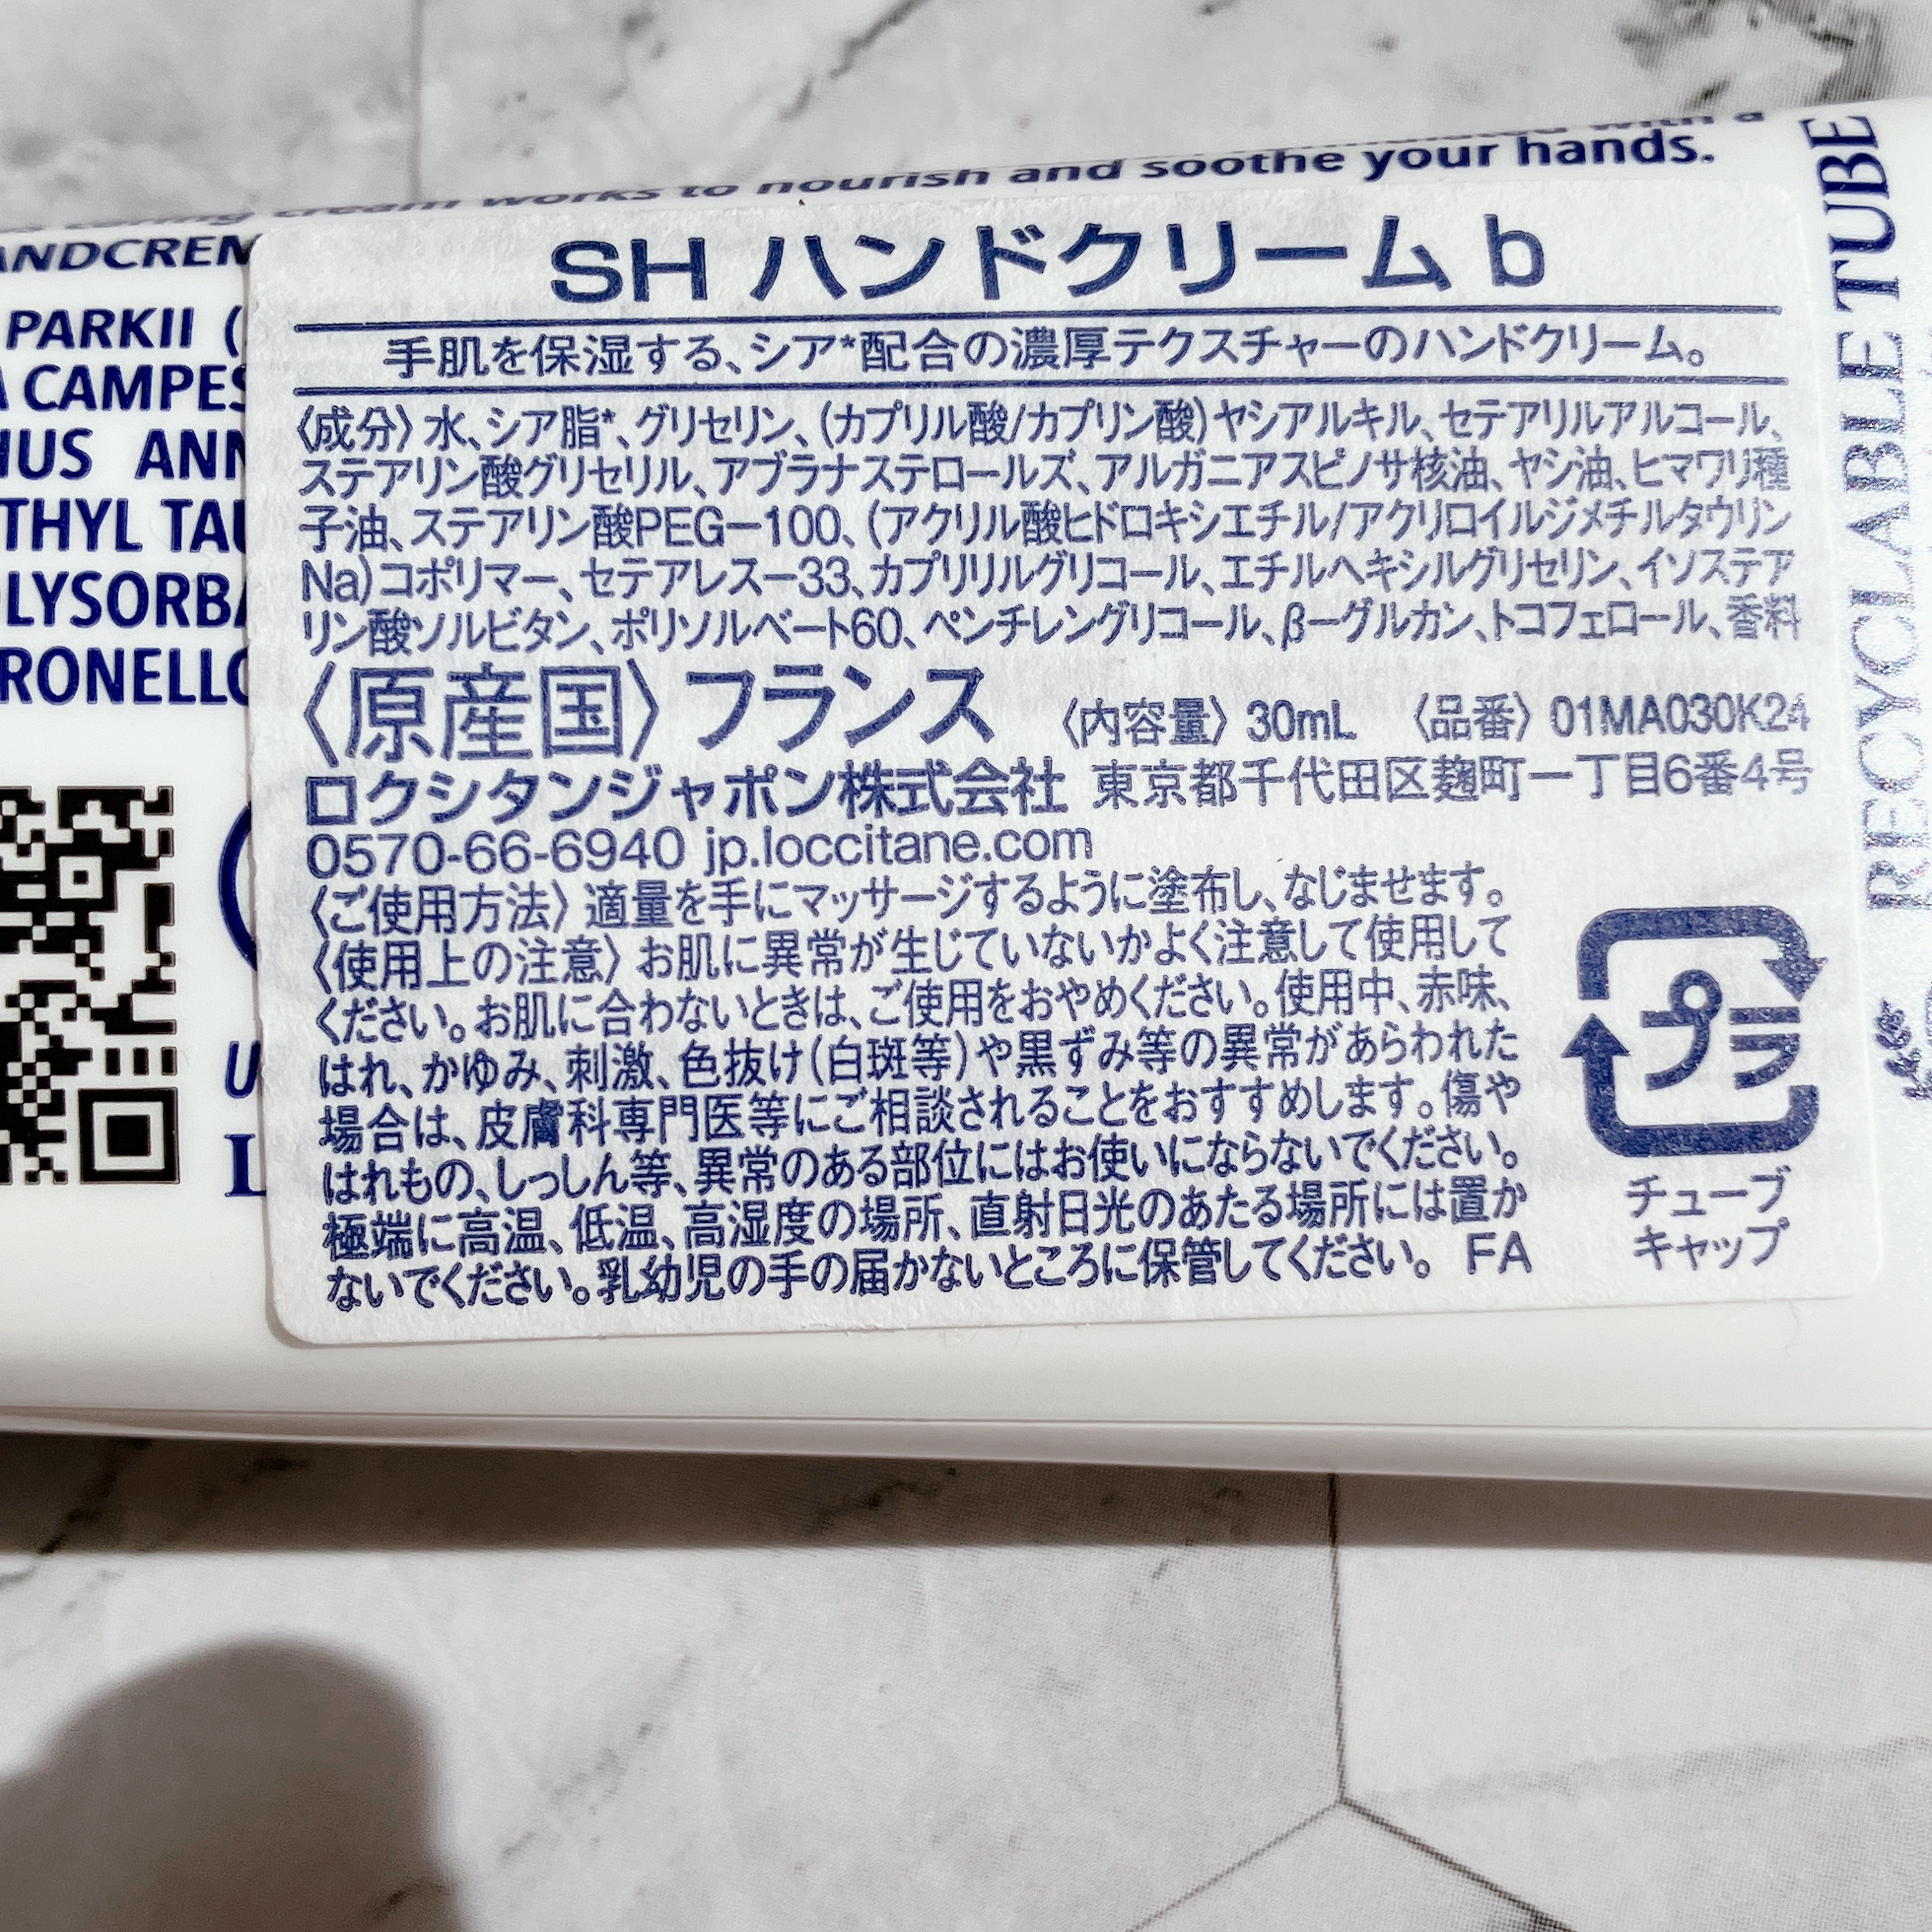 works to nourish and soothe your hands.
PARKII (
CAMPES
ANN
THYL TAU
LYSORBA
RONELLO
SH ハンドクリーム b
手肌を保湿する、シア*配合の濃厚テクスチャーのハンドクリーム。
〈成分〉水、シア脂*、グリセリン、(カプリル酸/カプリン酸)ヤシアルキル、セテアリルアルコール、
ステアリン酸グリセリル、アブラナステロールズ、アルガニアスピノサ核油、ヤシ油、ヒマワリ種
子油、ステアリン酸PEG-100、(アクリル酸ヒドロキシエチル/アクリロイルジメチルタウリン
Na)コポリマー、セテアレス-33、カプリリルグリコール、エチルヘキシルグリセリン、イソステア
リン酸ソルビタン、ポリソルベート60、ペンチレングリコール、β-グルカン、トコフェロール、香料
〈原産国〉フランス 〈内容量〉30mL 〈品番〉01MA030K24
ロクシタンジャポン株式会社 東京都千代田区麹町一丁目6番4号
0570-66-6940 jp.loccitane.com
〈ご使用方法〉適量を手にマッサージするように塗布し、なじませます。
〈使用上の注意〉お肌に異常が生じていないかよく注意して使用して
ください。お肌に合わないときは、ご使用をおやめください。使用中、赤味、
はれ、かゆみ、刺激、色抜け(白斑等)や黒ずみ等の異常があらわれた
場合は、皮膚科専門医等にご相談されることをおすすめします。傷や
はれもの、しっしん等、異常のある部位にはお使いにならないでください。
極端に高温、低温、高湿度の場所、直射日光のあたる場所には置か
ないでください。乳幼児の手の届かないところに保管してください。 FA
プラ
チューブ
キャップ
RECYCLABLE TUBE